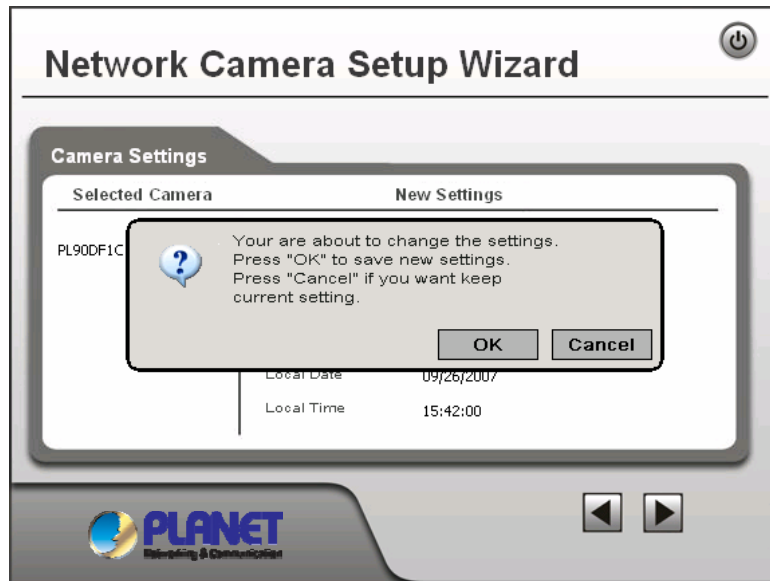 Network Camera Setup Wizard
Camera Settings
Selected Camera
New Settings
PL90DF1C
Your are about to change the settings.
Press "OK" to save new settings.
Press "Cancel" if you want keep
current setting.
OK
Cancel
Local Date
09/26/2007
Local Time
15:42:00
PLANET
Networking & Communication